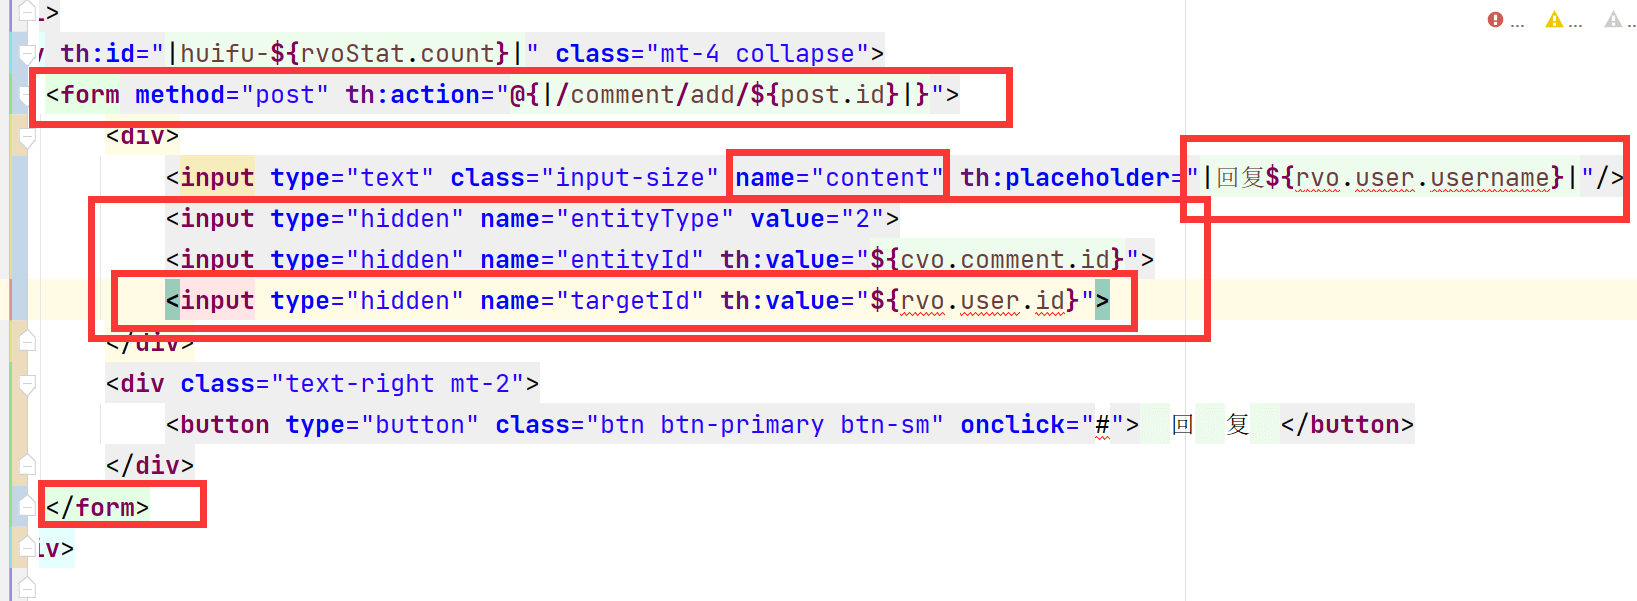 .>
... ... ..
/ th:id="|huifu-${rvoStat.count}|" class="mt-4 collapse">
<form method="post" th:action="@{|/comment/add/${post.id}|}">
<div>
<input type="text" class="input-size" name="content" th:placeholder="|回复${rvo.user.username}|"/>
<input type="hidden" name="entityType" value="2">
<input type="hidden" name="entityId" th:value="${cvo.comment.id}">
<input type="hidden" name="targetId" th:value="${rvo.user.id}">
</div>
<div class="text-right mt-2">
<button type="button" class="btn btn-primary btn-sm" onclick="#">  回  复  </button>
</div>
</form>
iv>